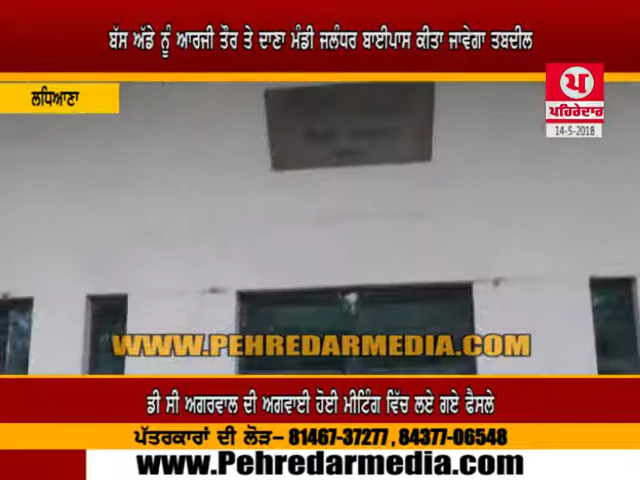 ਬੱਸ ਅੱਡੇ ਨੂੰ ਆਰਜੀ ਤੌਰ ਤੇ ਦਾਣਾ ਮੰਡੀ ਜਲੰਧਰ ਬਾਈਪਾਸ ਕੀਤਾ ਜਾਵੇਗਾ ਤਬਦੀਲ
ਲੁਧਿਆਣਾ
ਪ
ਪਹਿਰੇਦਾਰ
14-5-2018
WWW.PEHREDARMEDIA.COM
ਡੀ ਸੀ ਅਗਰਵਾਲ ਦੀ ਅਗਵਾਈ ਹੋਈ ਮੀਟਿੰਗ ਵਿੱਚ ਲਏ ਗਏ ਫੈਸਲੇ
ਪੱਤਰਕਾਰਾਂ ਦੀ ਲੋੜ– 81467-37277 , 84377-06548
www.Pehredarmedia.com